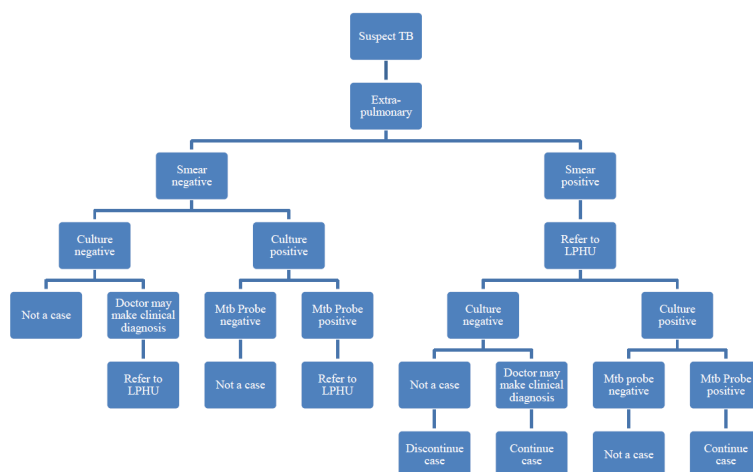 Suspect TB
Extra-
pulmonary
Smear
negative
Smear
positive
Culture
negative
Culture
positive
Refer to
LPHU
Not a case
Doctor may
make clinical
diagnosis
Mtb Probe
negative
Mtb Probe
positive
Culture
negative
Culture
positive
Refer to
LPHU
Not a case
Refer to
LPHU
Not a case
Doctor may
make clinical
diagnosis
Mtb probe
negative
Mtb Probe
positive
Discontinue
case
Continue
case
Not a case
Continue
case